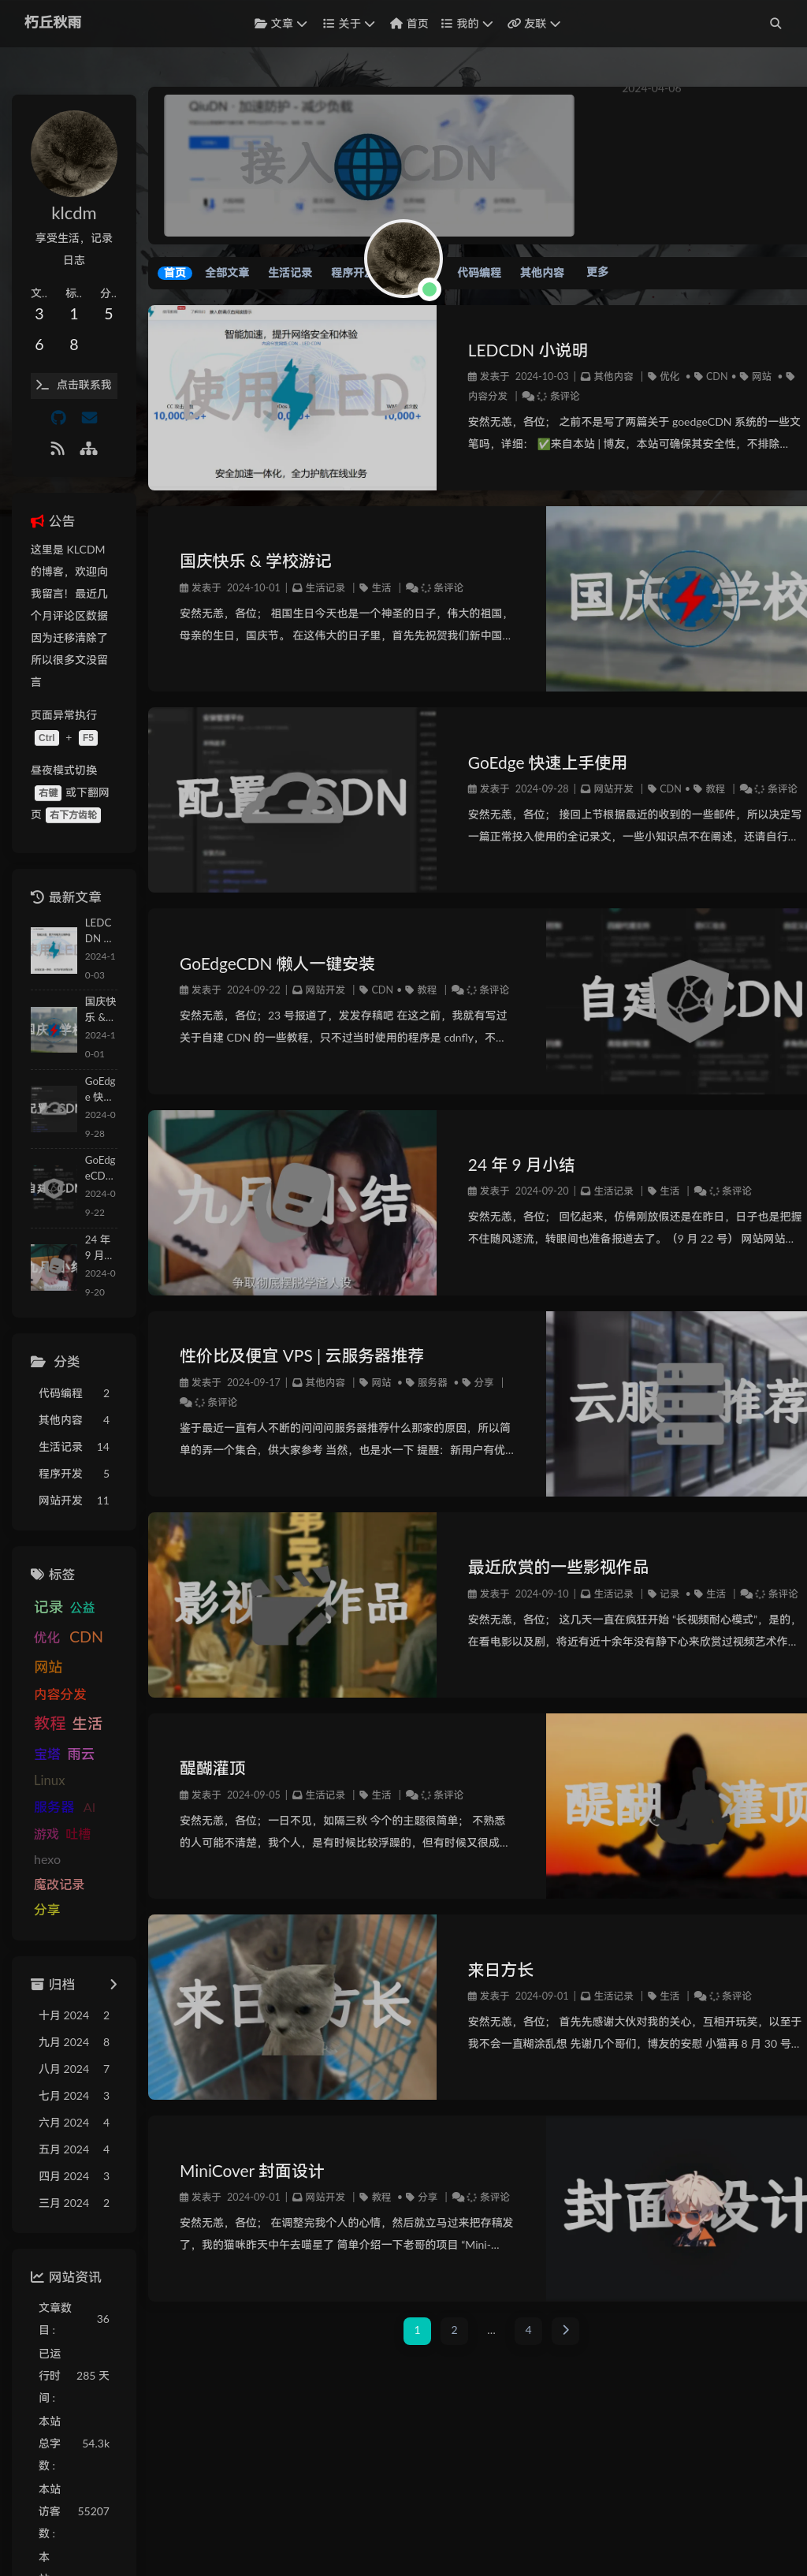 朽丘秋雨
文章 关于 首页 我的 友联
2024-04-06
QiuDN · 加速防护 - 减少负载
接入 CDN
klcdm
享受生活，记录
日志
文.. 标.. 分..
3 1 5
6 8
点击联系我
首页 全部文章 生活记录 程序开发 代码编程 其他内容 更多
公告
这里是 KLCDM
的博客，欢迎向
我留言！最近几
个月评论区数据
因为迁移清除了
所以很多文没留
言
页面异常执行
Ctrl + F5
昼夜模式切换
右键 或下翻网
页 右下方齿轮
最新文章
LEDC
DN ...
2024-1
0-03
国庆快
乐 &...
2024-1
0-01
GoEdg
e 快...
2024-0
9-28
GoEdg
eCD...
2024-0
9-22
24 年
9 月...
2024-0
9-20
分类
代码编程 2
其他内容 4
生活记录 14
程序开发 5
网站开发 11
标签
记录 公益
优化 CDN
网站
内容分发
教程 生活
宝塔 雨云
Linux
服务器 AI
游戏 吐槽
hexo
魔改记录
分享
归档
十月 2024 2
九月 2024 8
八月 2024 7
七月 2024 3
六月 2024 4
五月 2024 4
四月 2024 3
三月 2024 2
网站资讯
文章数
目 : 36
已运
行时 285 天
间 :
本站
总字 54.3k
数 :
本站
访客 55207
数 :
本
智能加速，提升网络安全和体验
使用 LED
安全加速一体化，全力护航在线业务
LEDCDN 小说明
发表于 2024-10-03 | 其他内容 | 优化 • CDN • 网站 •
内容分发 | 条评论
安然无恙，各位； 之前不是写了两篇关于 goedgeCDN 系统的一些文
笔吗，详细： ✅来自本站 | 博友，本站可确保其安全性，不排除...
国庆快乐 & 学校游记
发表于 2024-10-01 | 生活记录 | 生活 | 条评论
安然无恙，各位； 祖国生日今天也是一个神圣的日子，伟大的祖国，
母亲的生日，国庆节。 在这伟大的日子里，首先先祝贺我们新中国...
国庆 学校
配置 CDN
GoEdge 快速上手使用
发表于 2024-09-28 | 网站开发 | CDN • 教程 | 条评论
安然无恙，各位； 接回上节根据最近的收到的一些邮件，所以决定写
一篇正常投入使用的全记录文，一些小知识点不在阐述，还请自行...
GoEdgeCDN 懒人一键安装
发表于 2024-09-22 | 网站开发 | CDN • 教程 | 条评论
安然无恙，各位；23 号报道了，发发存稿吧 在这之前，我就有写过
关于自建 CDN 的一些教程，只不过当时使用的程序是 cdnfly，不...
自建 CDN
九月小结
争取彻底摆脱学渣人设
24 年 9 月小结
发表于 2024-09-20 | 生活记录 | 生活 | 条评论
安然无恙，各位； 回忆起来，仿佛刚放假还是在昨日，日子也是把握
不住随风逐流，转眼间也准备报道去了。（9 月 22 号） 网站网站...
性价比及便宜 VPS | 云服务器推荐
发表于 2024-09-17 | 其他内容 | 网站 • 服务器 • 分享 |
条评论
鉴于最近一直有人不断的问问问服务器推荐什么那家的原因，所以简
单的弄一个集合，供大家参考 当然，也是水一下 提醒：新用户有优...
云服 推荐
影视 作品
最近欣赏的一些影视作品
发表于 2024-09-10 | 生活记录 | 记录 • 生活 | 条评论
安然无恙，各位； 这几天一直在疯狂开始 “长视频耐心模式”，是的，
在看电影以及剧，将近有近十余年没有静下心来欣赏过视频艺术作...
醍醐灌顶
发表于 2024-09-05 | 生活记录 | 生活 | 条评论
安然无恙，各位；一日不见，如隔三秋 今个的主题很简单； 不熟悉
的人可能不清楚，我个人，是有时候比较浮躁的，但有时候又很成...
醍醐 灌顶
来日方长
来日方长
发表于 2024-09-01 | 生活记录 | 生活 | 条评论
安然无恙，各位； 首先先感谢大伙对我的关心，互相开玩笑，以至于
我不会一直糊涂乱想 先谢几个哥们，博友的安慰 小猫再 8 月 30 号...
MiniCover 封面设计
发表于 2024-09-01 | 网站开发 | 教程 • 分享 | 条评论
安然无恙，各位； 在调整完我个人的心情，然后就立马过来把存稿发
了，我的猫咪昨天中午去喵星了 简单介绍一下老哥的项目 “Mini-...
封面设计
1 2 ... 4